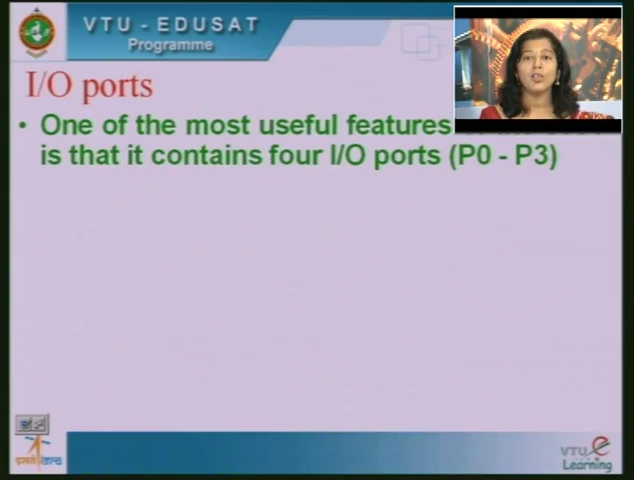 VTU - EDUSAT
Programme
I/O ports
• One of the most useful features
is that it contains four I/O ports (P0 - P3)
VTU e
Learning